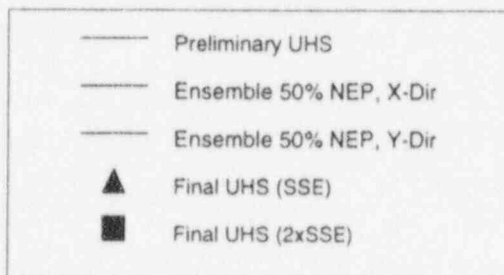 Preliminary UHS
Ensemble 50% NEP, X-Dir
Ensemble 50% NEP, Y-Dir
Final UHS (SSE)
Final UHS (2xSSE)